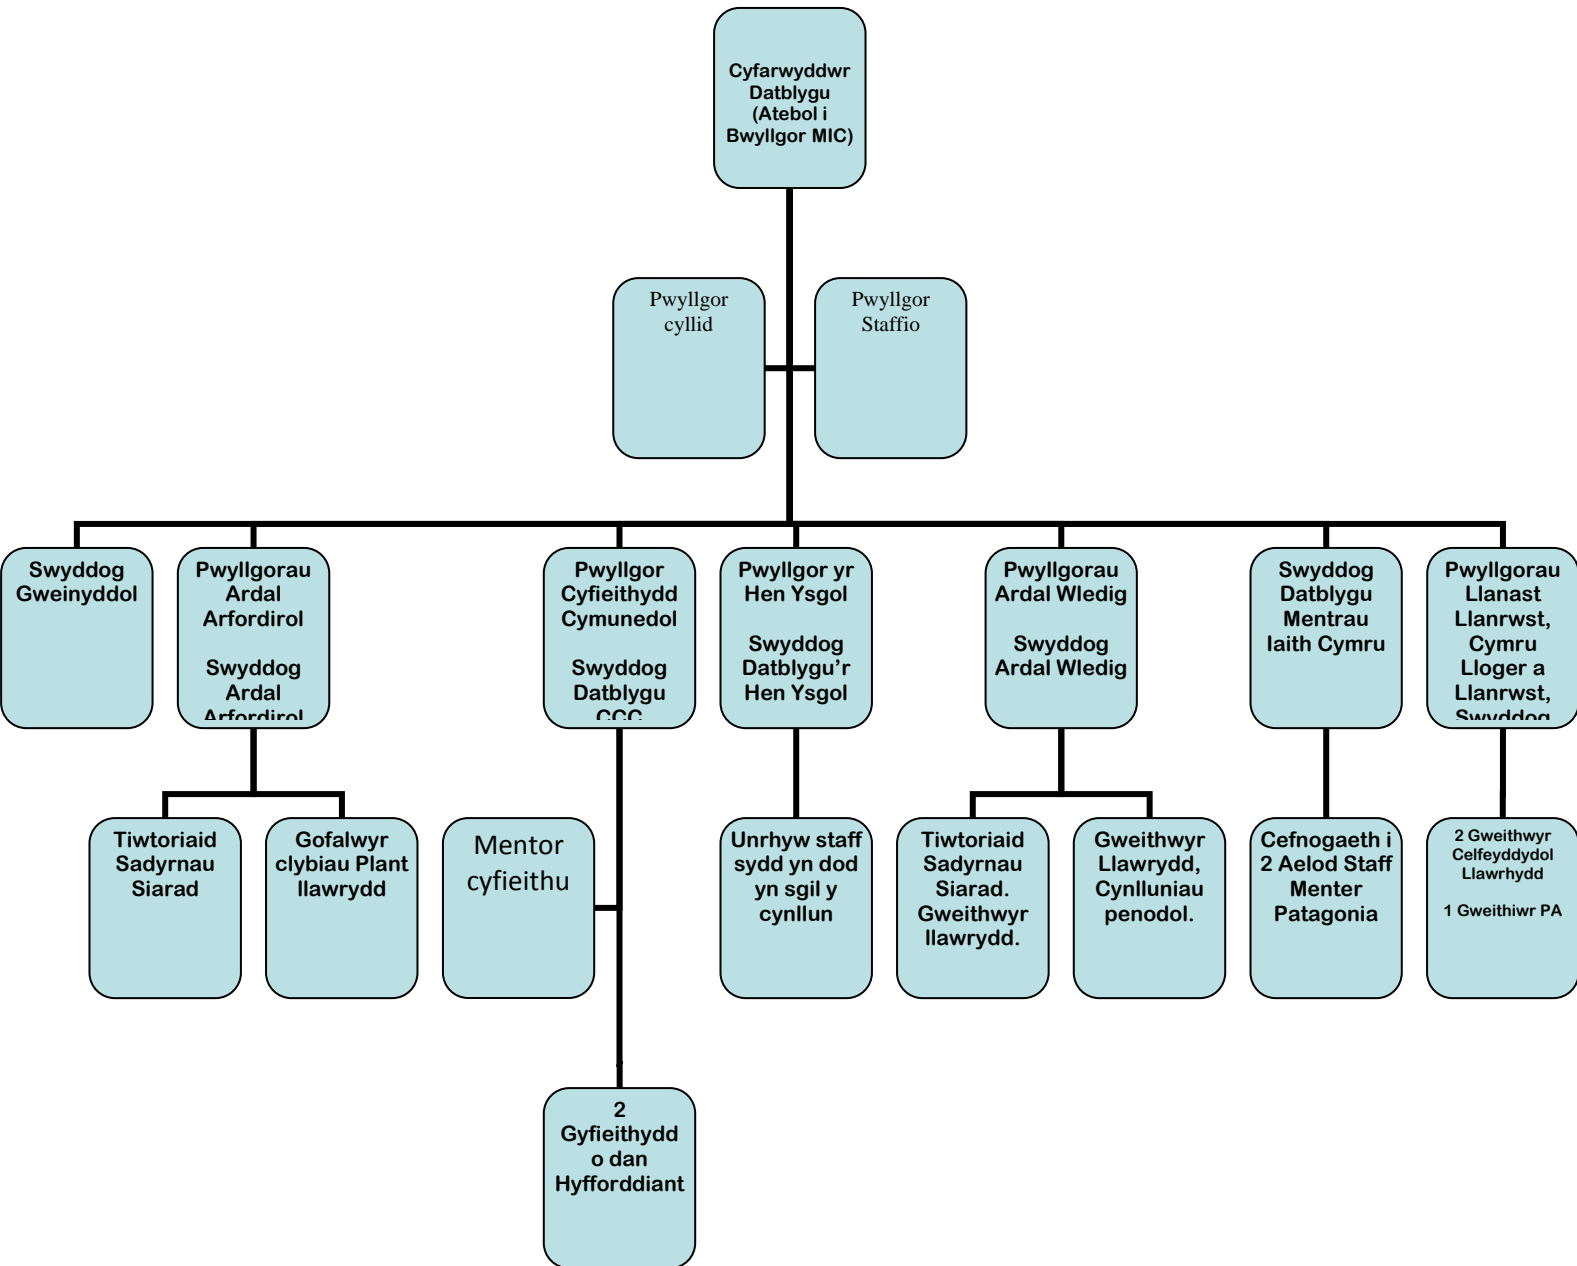 Cyfarwyddwr
Datblygu
(Atebol i
Bwyllgor MIC)
Pwyllgor
cyllid
Pwyllgor
Staffio
Swyddog
Gweinyddol
Pwyllgorau
Ardal
Arfordirol
Swyddog
Ardal
Arfordirol
Pwyllgor
Cyfieithydd
Cymunedol
Swyddog
Datblygu
CCC
Pwyllgor yr
Hen Ysgol
Swyddog
Datblygu’r
Hen Ysgol
Pwyllgorau
Ardal Wledig
Swyddog
Ardal Wledig
Swyddog
Datblygu
Mentrau
Iaith Cymru
Pwyllgorau
Llanast
Llanrwst,
Cymru
Lloger a
Llanrwst,
Swyddog
Tiwtoriaid
Sadyrnau
Siarad
Gofalwyr
clybiau Plant
llawrydd
Mentor
cyfieithu
Unrhyw staff
sydd yn dod
yn sgil y
cynllun
Tiwtoriaid
Sadyrnau
Siarad.
Gweithwyr
llawrydd.
Gweithwyr
Llawrydd,
Cynlluniau
penodol.
Cefnogaeth i
2 Aelod Staff
Menter
Patagonia
2 Gweithwyr
Celfeyddydol
Llawrhydd
1 Gweithiwr PA
2
Gyfieithydd
o dan
Hyfforddiant